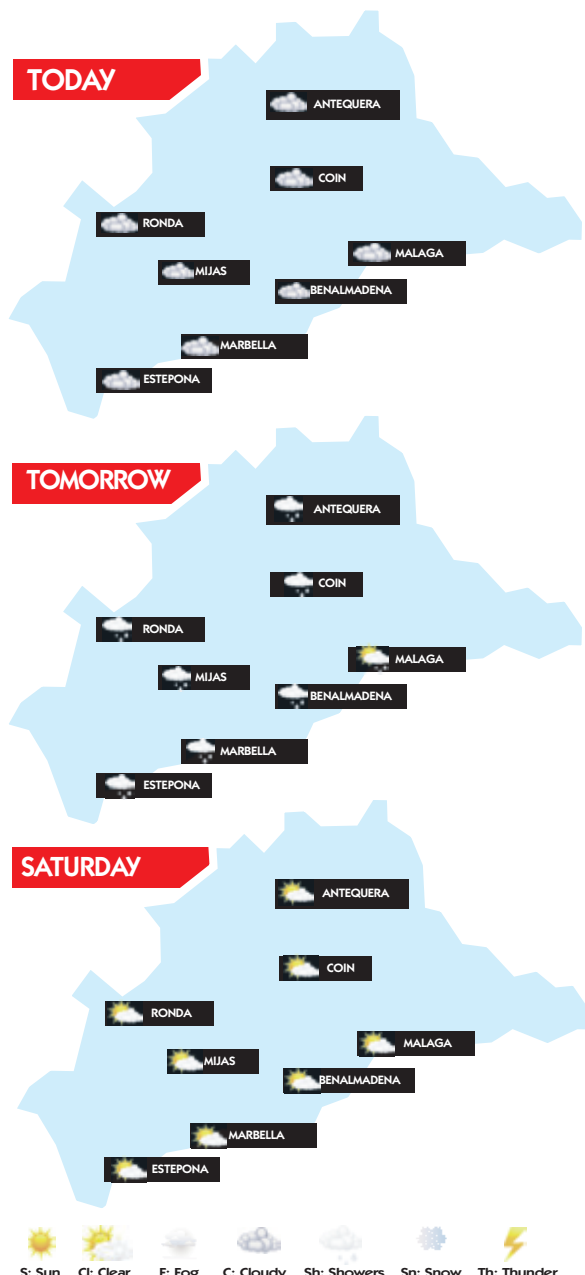 TODAY
ANTEQUERA
COIN
RONDA
MALAGA
MIJAS
BENALMADENA
MARBELLA
ESTEPONA
TOMORROW
ANTEQUERA
COIN
RONDA
MALAGA
MIJAS
BENALMADENA
MARBELLA
ESTEPONA
SATURDAY
ANTEQUERA
COIN
RONDA
MALAGA
MIJAS
BENALMADENA
MARBELLA
ESTEPONA
S: Sun Cl: Clear F: Fog C: Cloudy Sh: Showers Sn: Snow Th: Thunder